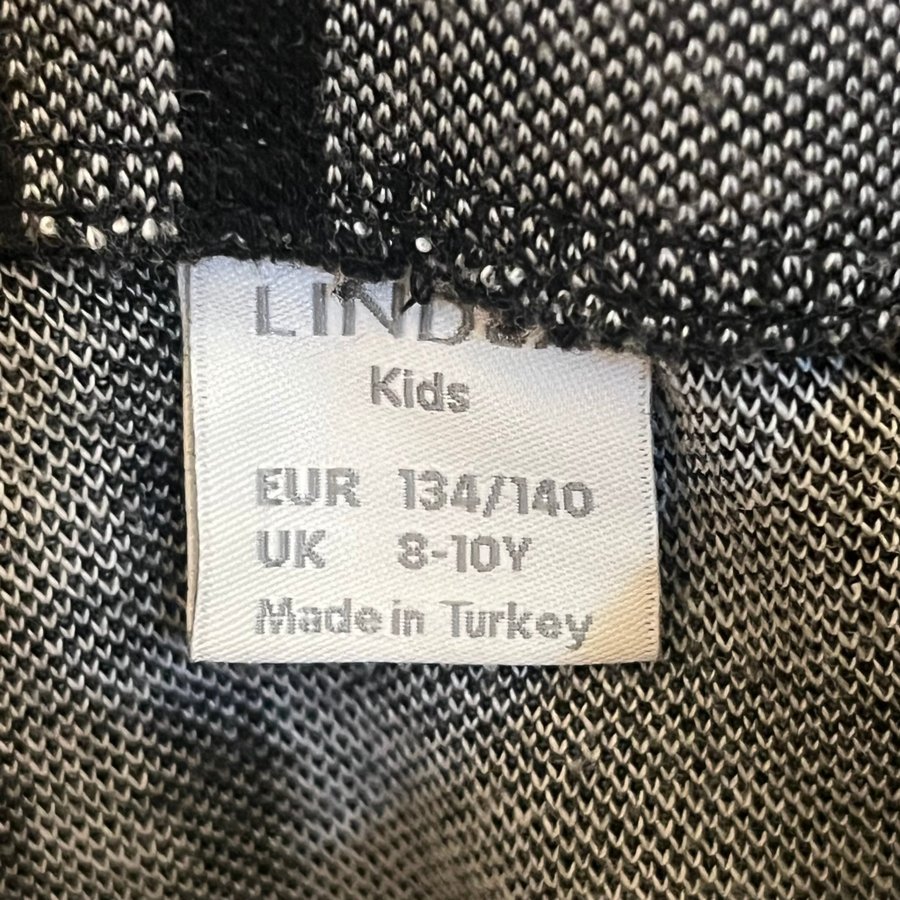 Kids
EUR 134/140
UK 8-10Y
Made in Turkey